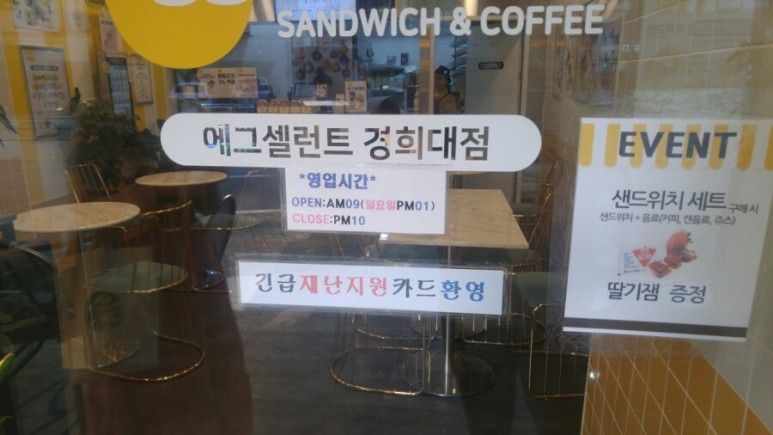 SANDWICH & COFFEE
에그셀런트 경희대점
*영업시간*
OPEN:AM09(일요일PM01)
CLOSE:PM10
긴급재난지원카드환영
EVENT
샌드위치 세트 구매 시
샌드위치 + 음료(커피, 캔음료, 쥬스)
딸기잼 증정